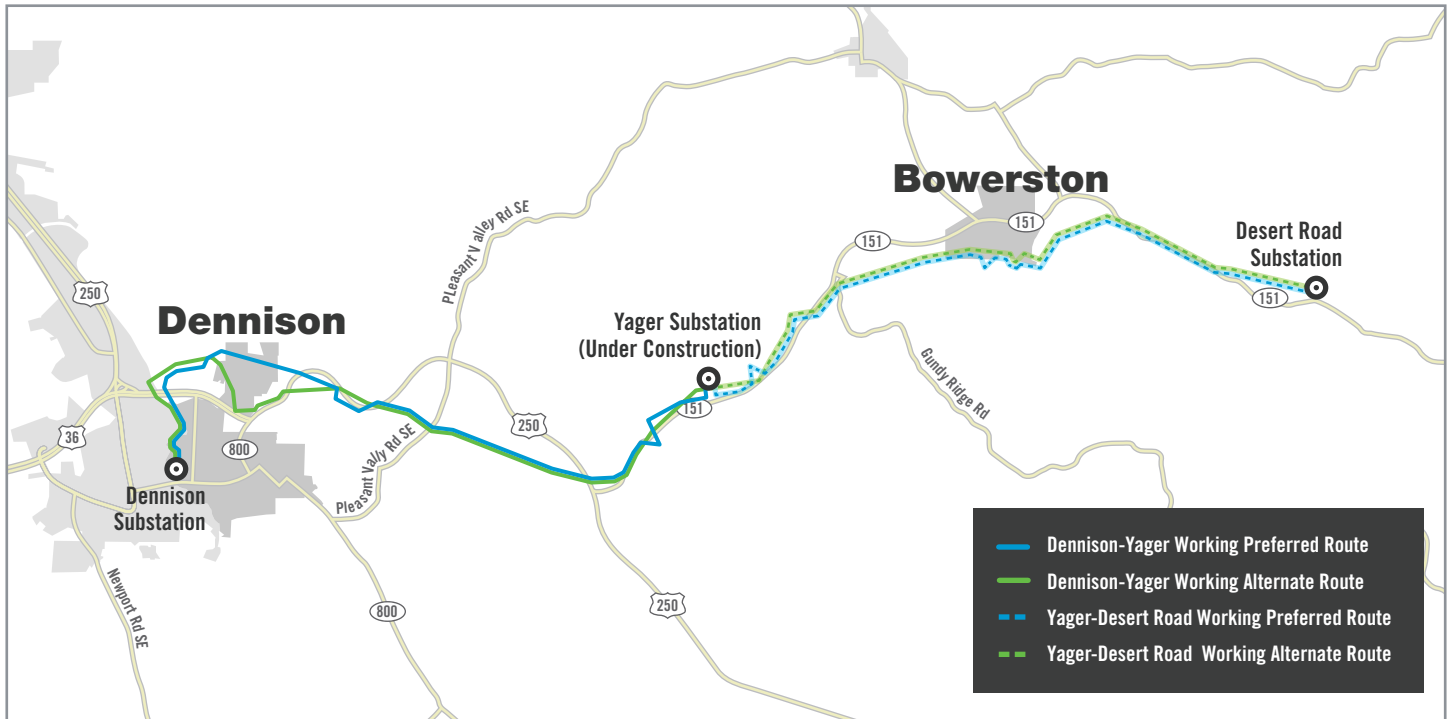 Bowerston
151
151
Desert Road
Substation
151
PLeasant V alley Rd SE
250
Dennison
Yager Substation
(Under Construction)
151
Gundy Ridge Rd
250
36
800
Pleasant Vally Rd SE
Dennison
Substation
Newport Rd SE
800
250
Dennison-Yager Working Preferred Route
Dennison-Yager Working Alternate Route
Yager-Desert Road Working Preferred Route
Yager-Desert Road Working Alternate Route